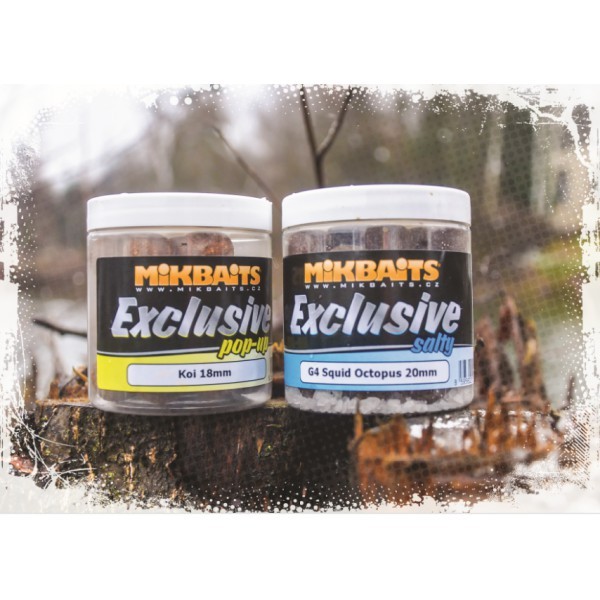 MiKBAiTS
WWW.MIKBAITS.CZ
Exclusive
pop-up
Koi 18mm
MiKBAiTS
WWW.MIKBAITS.CZ
Exclusive
salty
G4 Squid Octopus 20mm